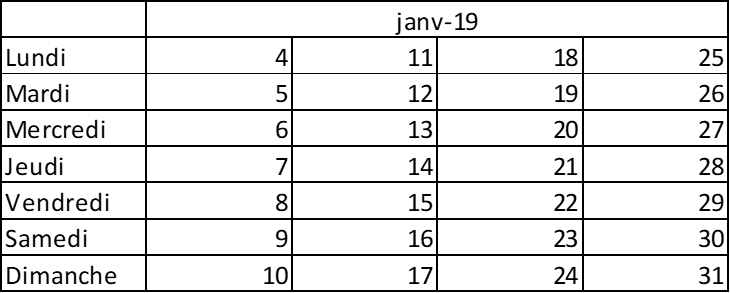 janv-19
Lundi 4 11 18 25
Mardi 5 12 19 26
Mercredi 6 13 20 27
Jeudi 7 14 21 28
Vendredi 8 15 22 29
Samedi 9 16 23 30
Dimanche 10 17 24 31